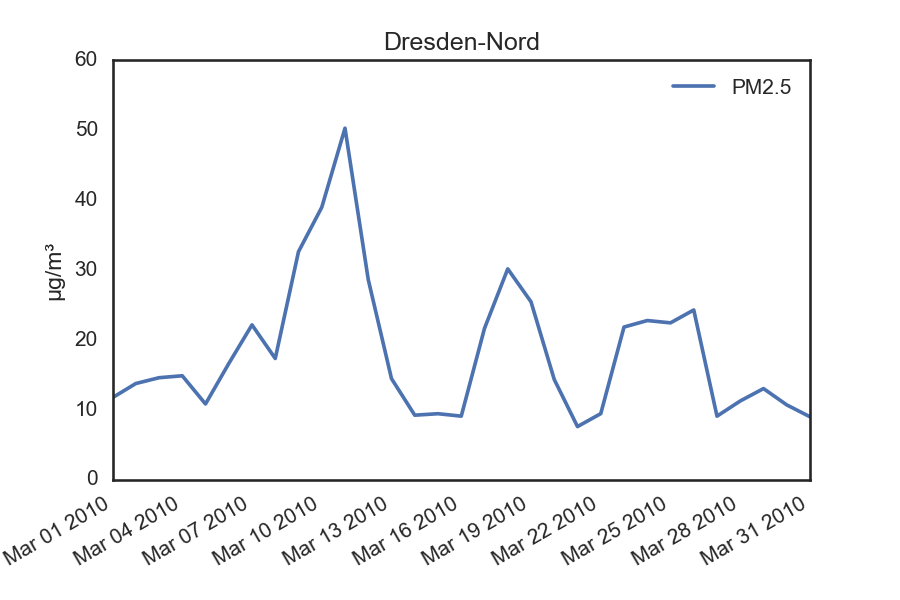 Dresden-Nord
60
50
40
30
20
10
0
µg/m³
PM2.5
Mar 01 2010
Mar 04 2010
Mar 07 2010
Mar 10 2010
Mar 13 2010
Mar 16 2010
Mar 19 2010
Mar 22 2010
Mar 25 2010
Mar 28 2010
Mar 31 2010